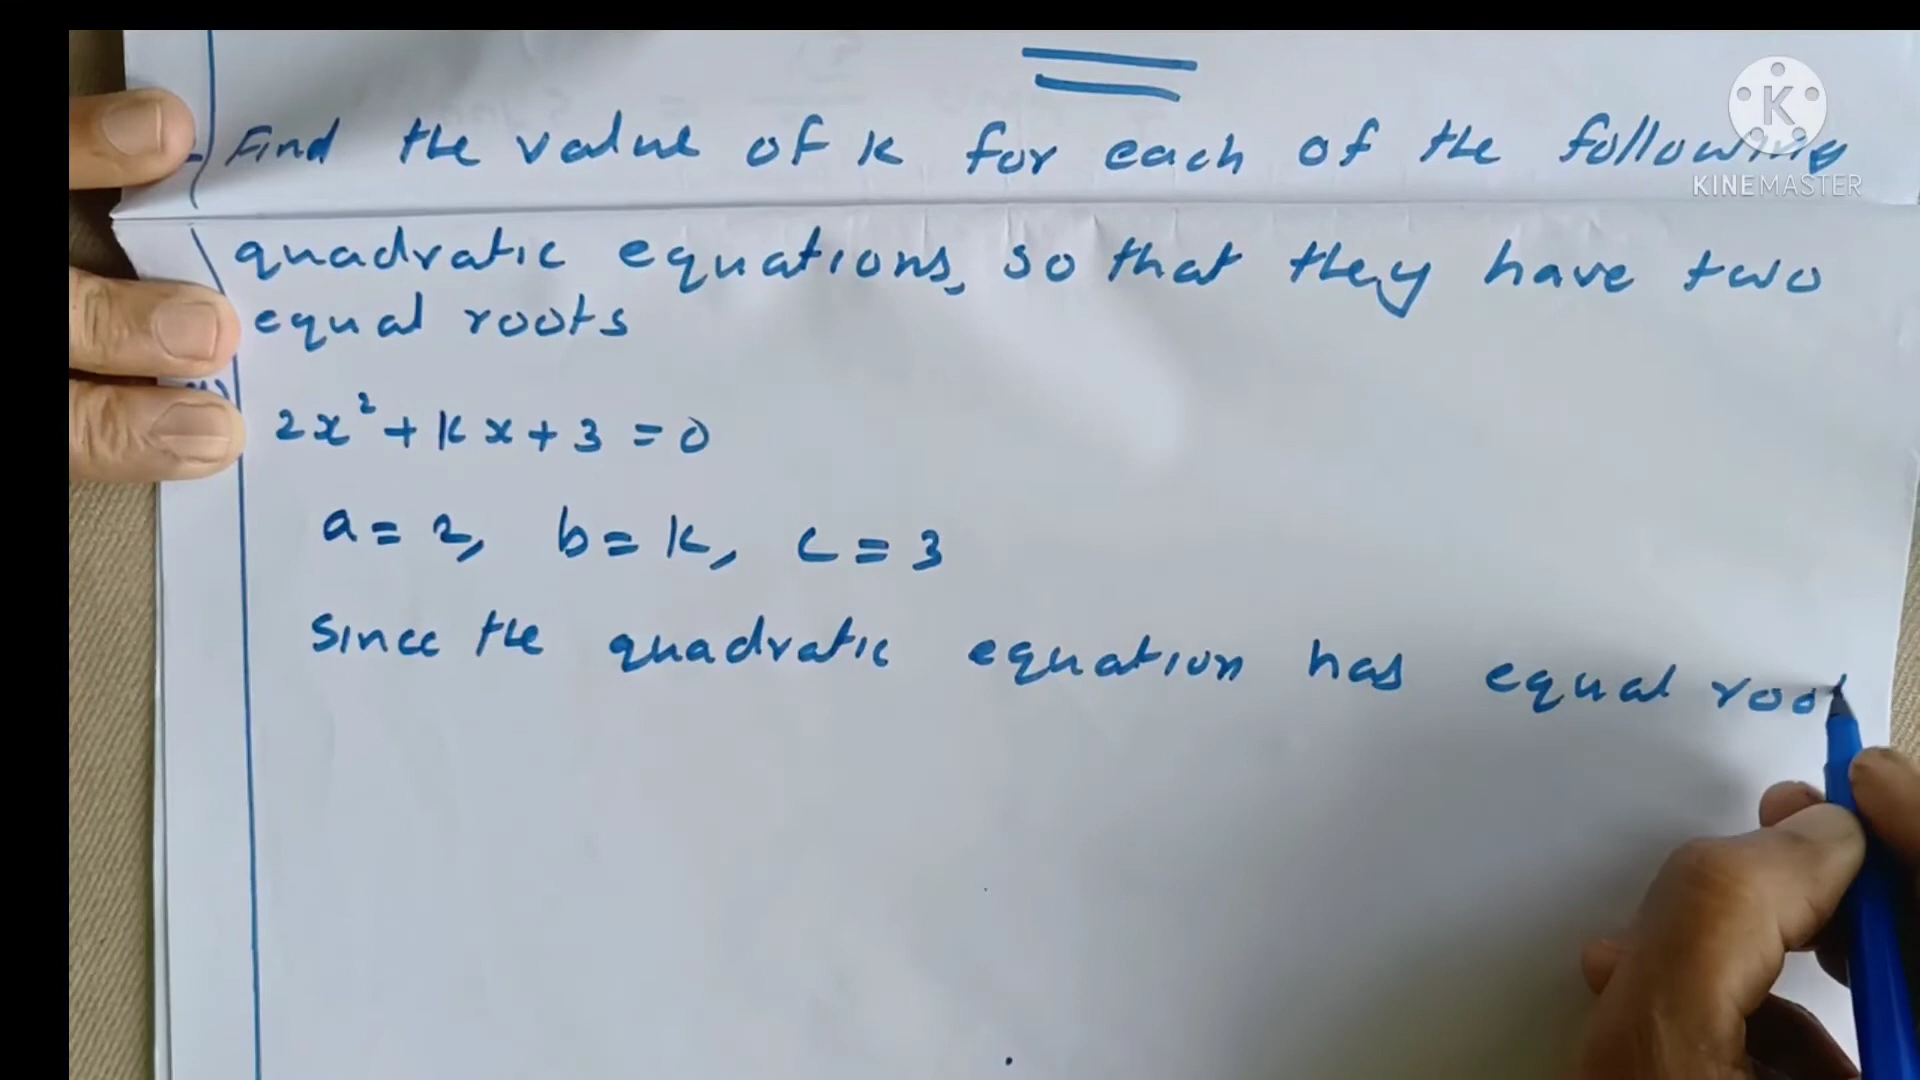 K
KINEMASTER
Find the value of k for each of the following
quadratic equations, so that they have two
equal roots
2x² + kx + 3 = 0
a = 2, b = k, c = 3
Since the quadratic equation has equal root